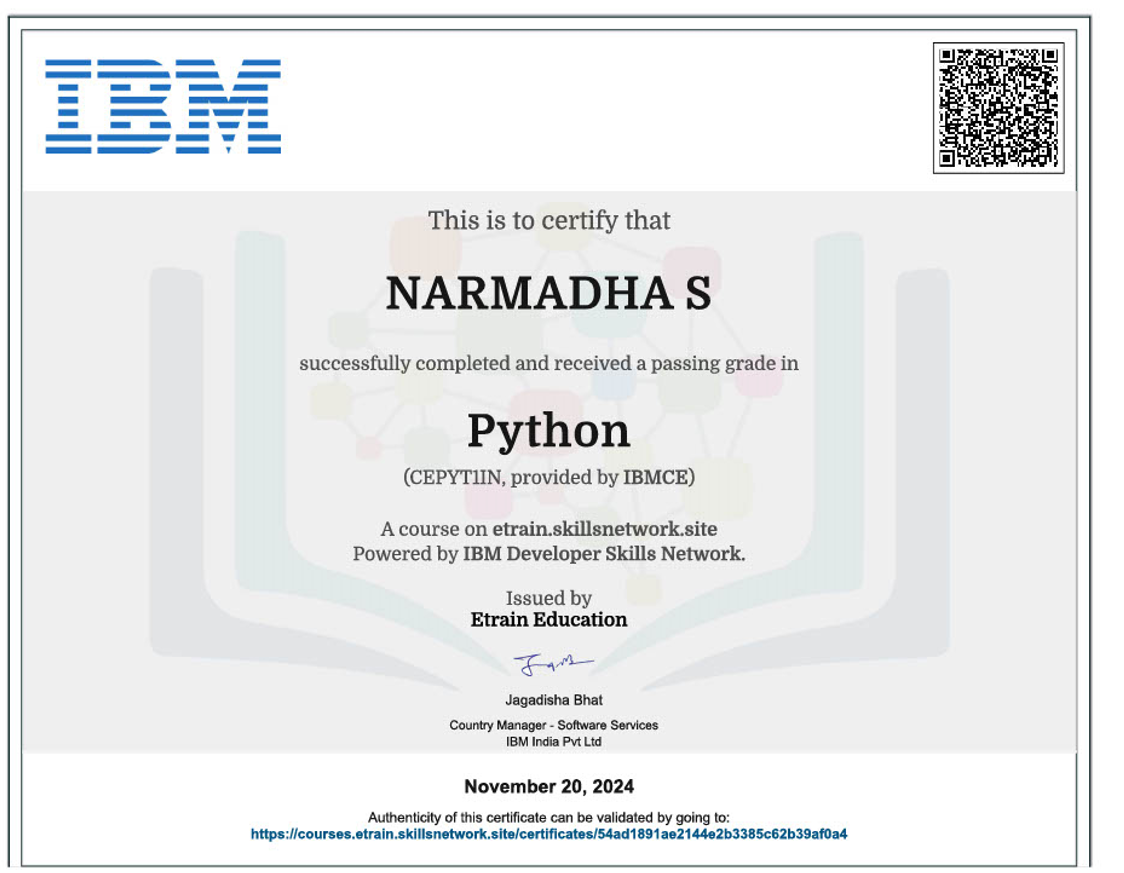 IBM
This is to certify that
NARMADHA S
successfully completed and received a passing grade in
Python
(CEPYT1IN, provided by IBMCE)
A course on etrain.skillsnetwork.site
Powered by IBM Developer Skills Network.
Issued by
Etrain Education
Jagadisha Bhat
Country Manager - Software Services
IBM India Pvt Ltd
November 20, 2024
Authenticity of this certificate can be validated by going to:
https://courses.etrain.skillsnetwork.site/certificates/54ad1891ae2144e2b3385c62b39af0a4